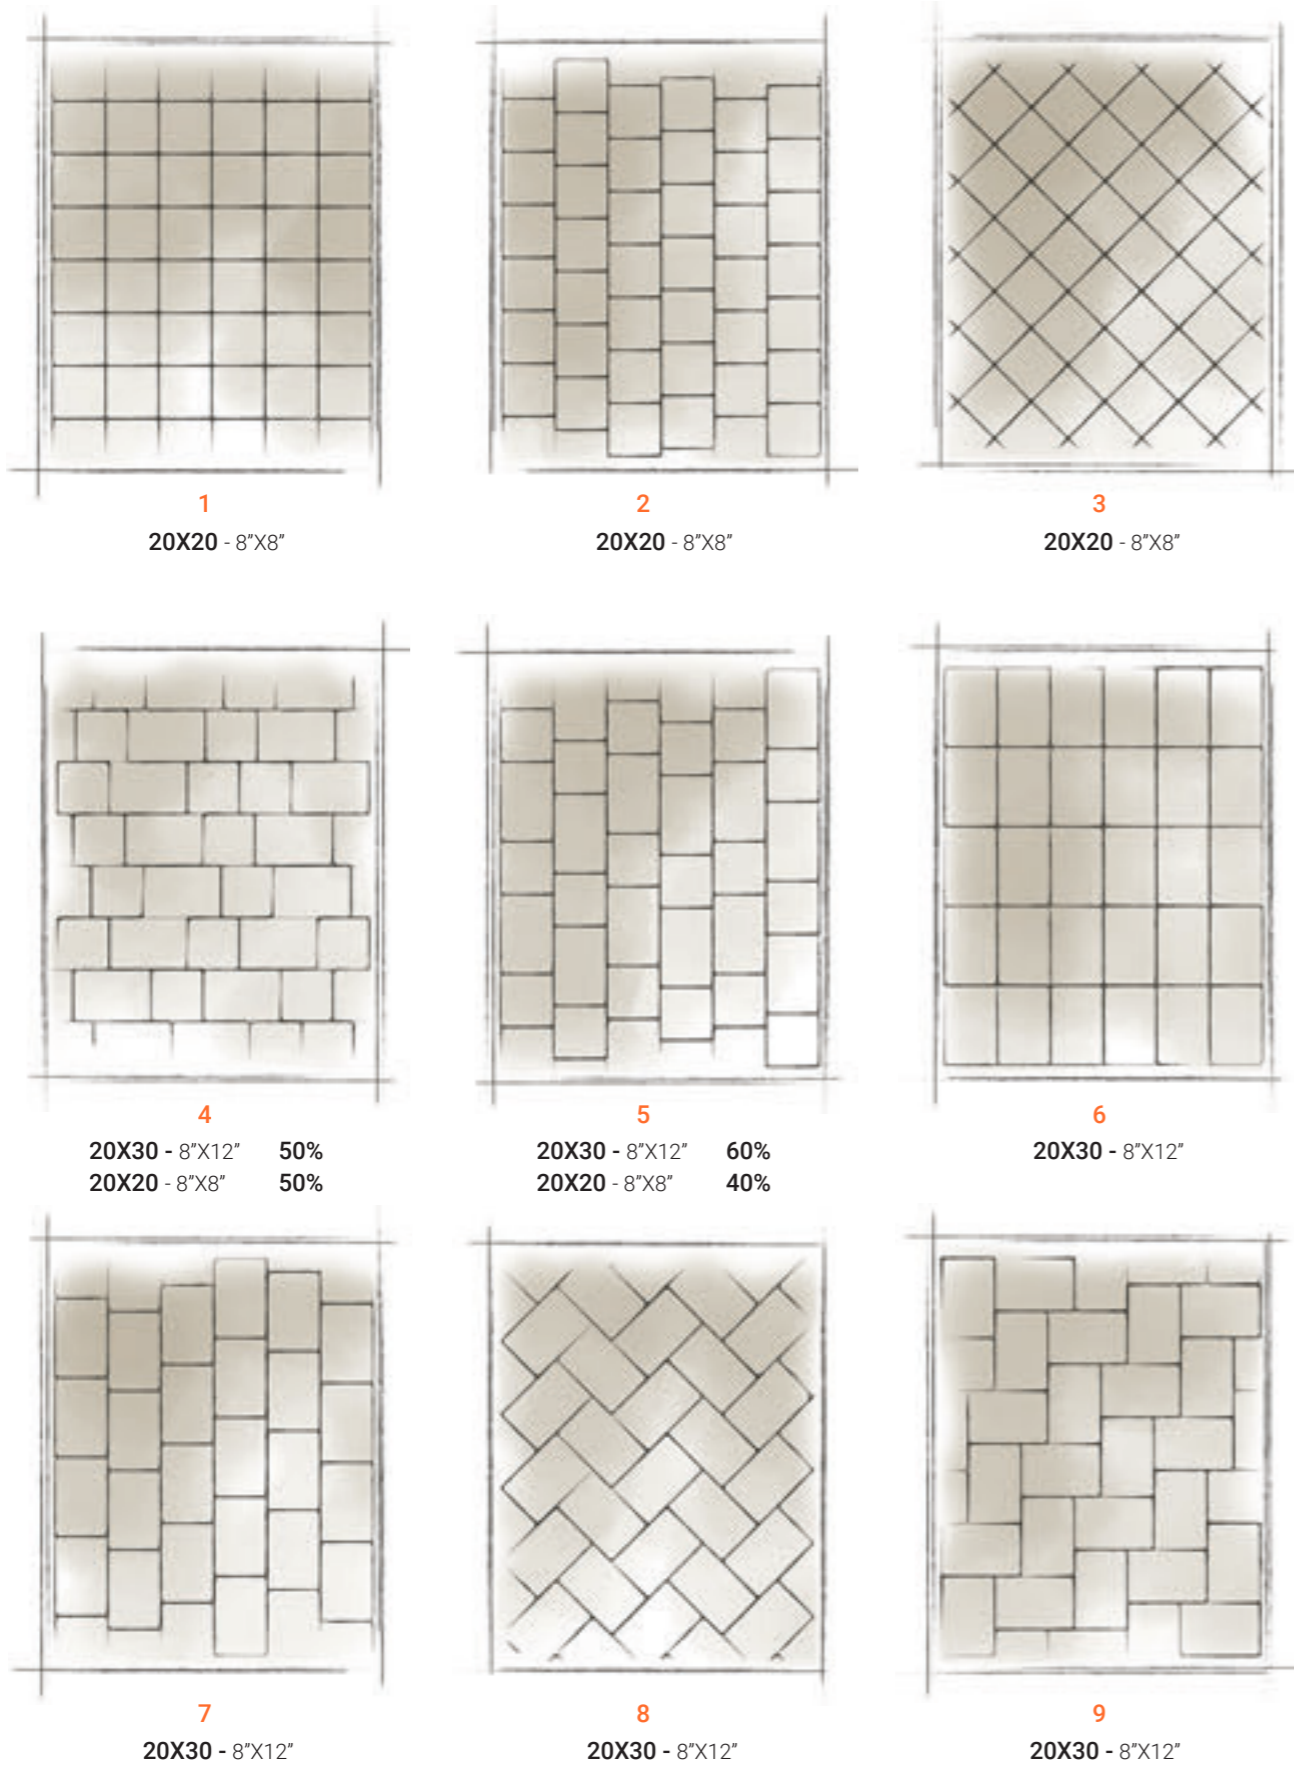 1
20X20 - 8”X8”
2
20X20 - 8”X8”
3
20X20 - 8”X8”
4
20X30 - 8”X12” 50%
20X20 - 8”X8” 50%
5
20X30 - 8”X12” 60%
20X20 - 8”X8” 40%
6
20X30 - 8”X12”
7
20X30 - 8”X12”
8
20X30 - 8”X12”
9
20X30 - 8”X12”